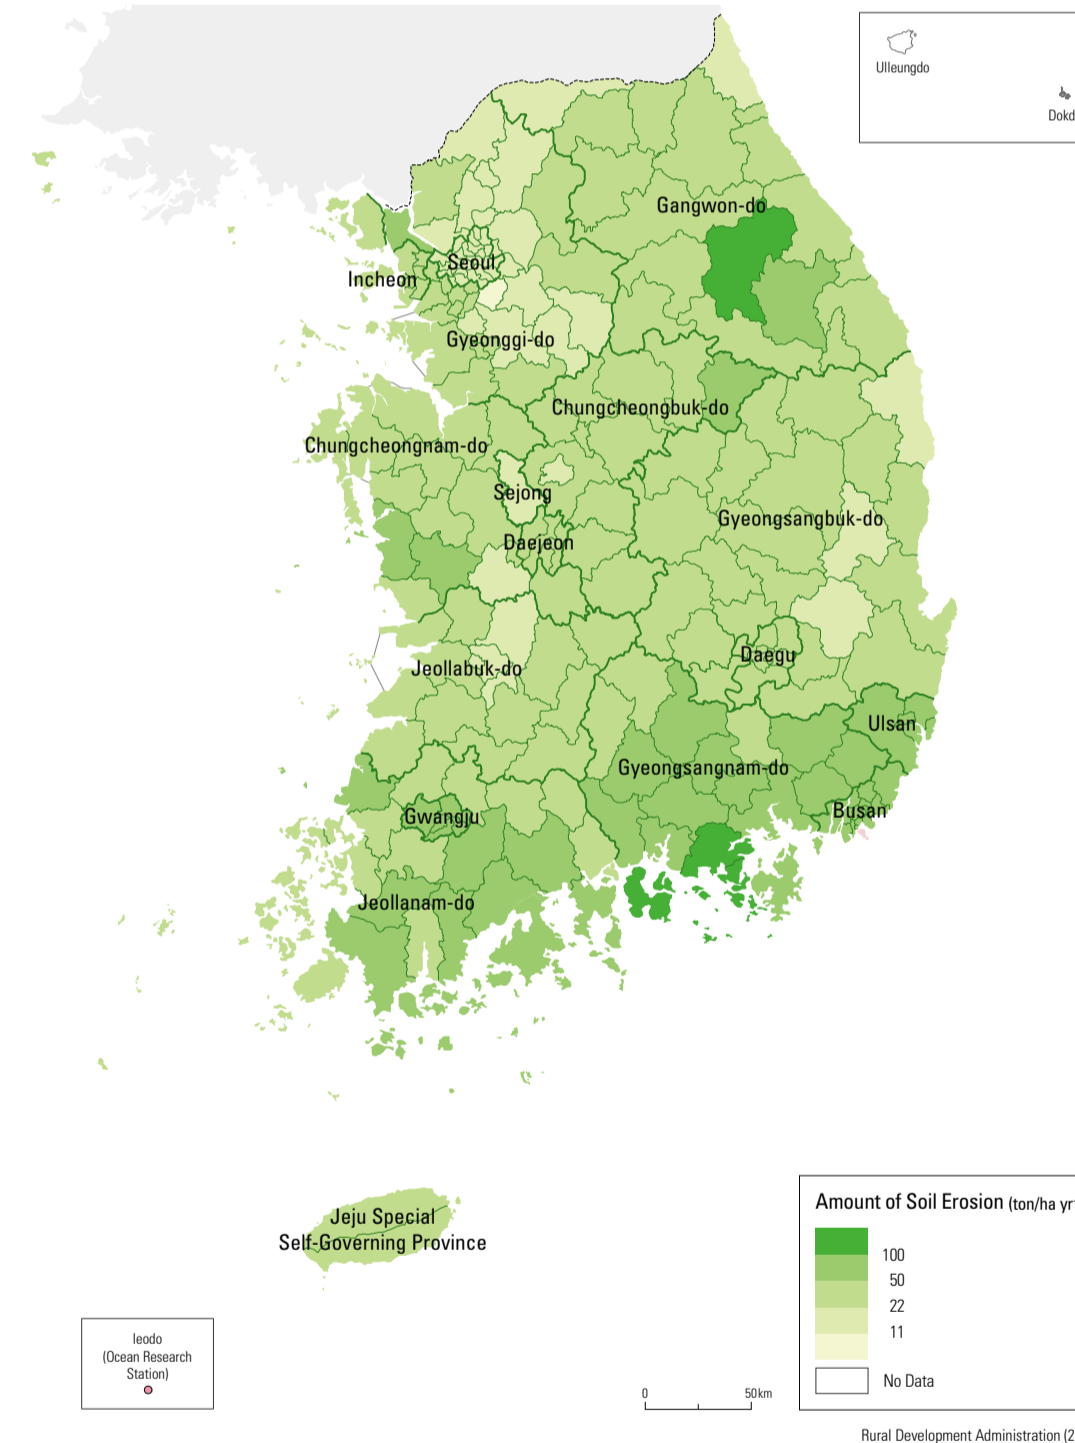 Ulleungdo
Dokd
Gangwon-do
Seoul
Incheon
Gyeonggi-do
Chungcheongbuk-do
Chungcheongnam-do
Sejong
Gyeongsangbuk-do
Daejeon
Daegu
Jeollabuk-do
Ulsan
Gyeongsangnam-do
Busan
Gwangju
Jeollanam-do
Jeju Special
Self-Governing Province
Amount of Soil Erosion (ton/ha yr
100
50
22
11
No Data
Ieodo
(Ocean Research
Station)
0 50km
Rural Development Administration (2